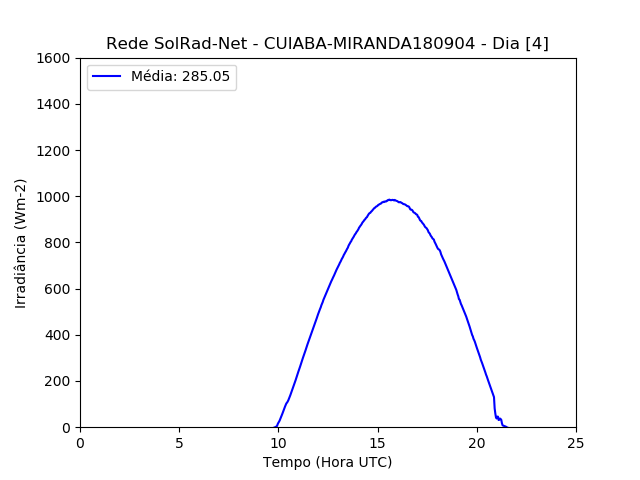 Rede SolRad-Net - CUIABA-MIRANDA180904 - Dia [4]
Média: 285.05
1600
1400
1200
1000
800
600
400
200
0
Irradiância (Wm-2)
0 5 10 15 20 25
Tempo (Hora UTC)